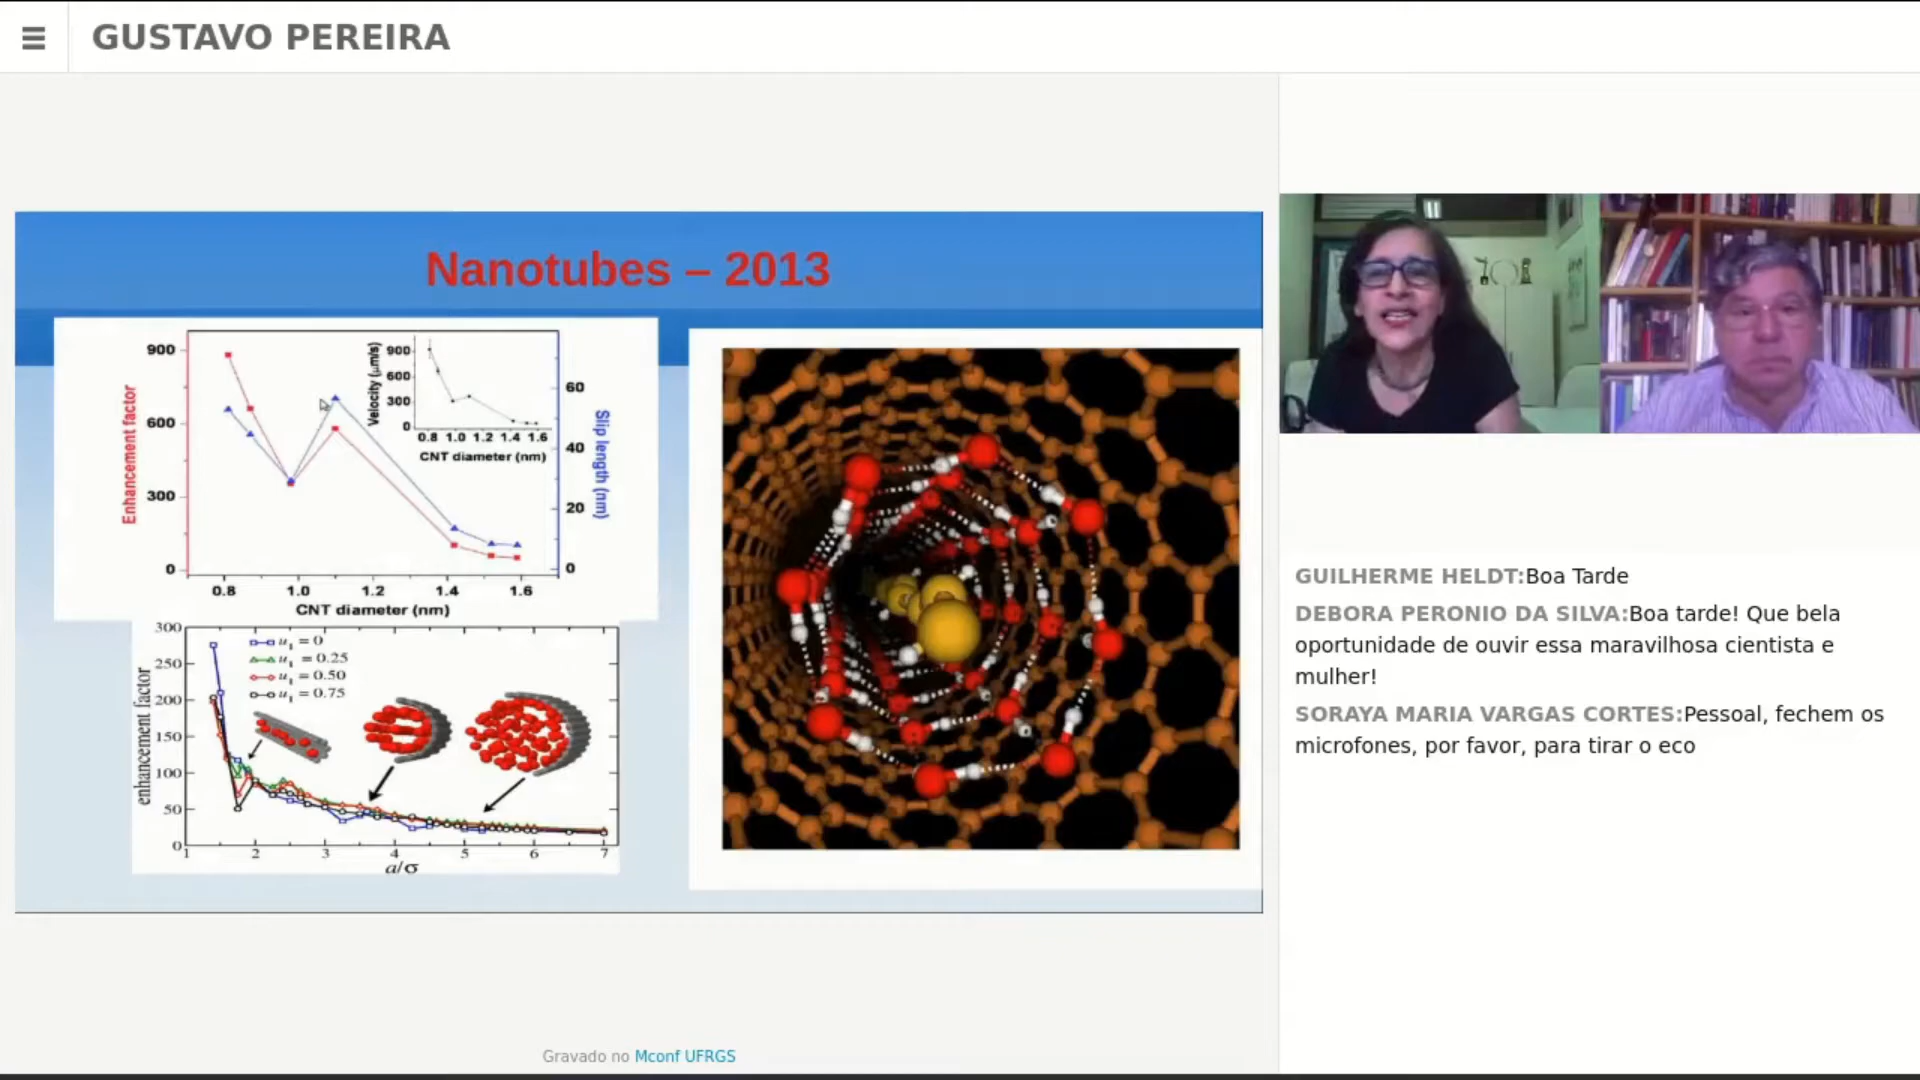 GUSTAVO PEREIRA
Nanotubes – 2013
Enhancement factor
900
600
300
0
0.8 1.0 1.2 1.4 1.6
CNT diameter (nm)
Slip length (nm)
60
40
20
0
Velocity (μm/s)
900
600
300
0
0.8 1.0 1.2 1.4 1.6
CNT diameter (nm)
enhancement factor
300
250
200
150
100
50
0
1 2 3 4 5 6 7
a/σ
u₁ = 0
u₁ = 0.25
u₁ = 0.50
u₁ = 0.75
GUILHERME HELDT:Boa Tarde
DEBORA PERONIO DA SILVA:Boa tarde! Que bela
oportunidade de ouvir essa maravilhosa cientista e
mulher!
SORAYA MARIA VARGAS CORTES:Pessoal, fechem os
microfones, por favor, para tirar o eco
Gravado no Mconf UFRGS